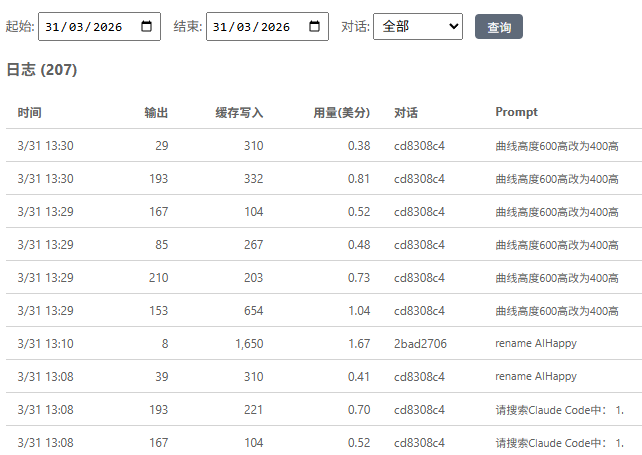 起始: 31/03/2026 结束: 31/03/2026 对话: 全部 查询
日志 (207)
时间 输出 缓存写入 用量(美分) 对话 Prompt
3/31 13:30 29 310 0.38 cd8308c4 曲线高度600高改为400高
3/31 13:30 193 332 0.81 cd8308c4 曲线高度600高改为400高
3/31 13:29 167 104 0.52 cd8308c4 曲线高度600高改为400高
3/31 13:29 85 267 0.48 cd8308c4 曲线高度600高改为400高
3/31 13:29 210 203 0.73 cd8308c4 曲线高度600高改为400高
3/31 13:29 153 654 1.04 cd8308c4 曲线高度600高改为400高
3/31 13:10 8 1,650 1.67 2bad2706 rename AIHappy
3/31 13:08 39 310 0.41 cd8308c4 rename AIHappy
3/31 13:08 193 221 0.70 cd8308c4 请搜索Claude Code中: 1.
3/31 13:08 167 104 0.52 cd8308c4 请搜索Claude Code中: 1.